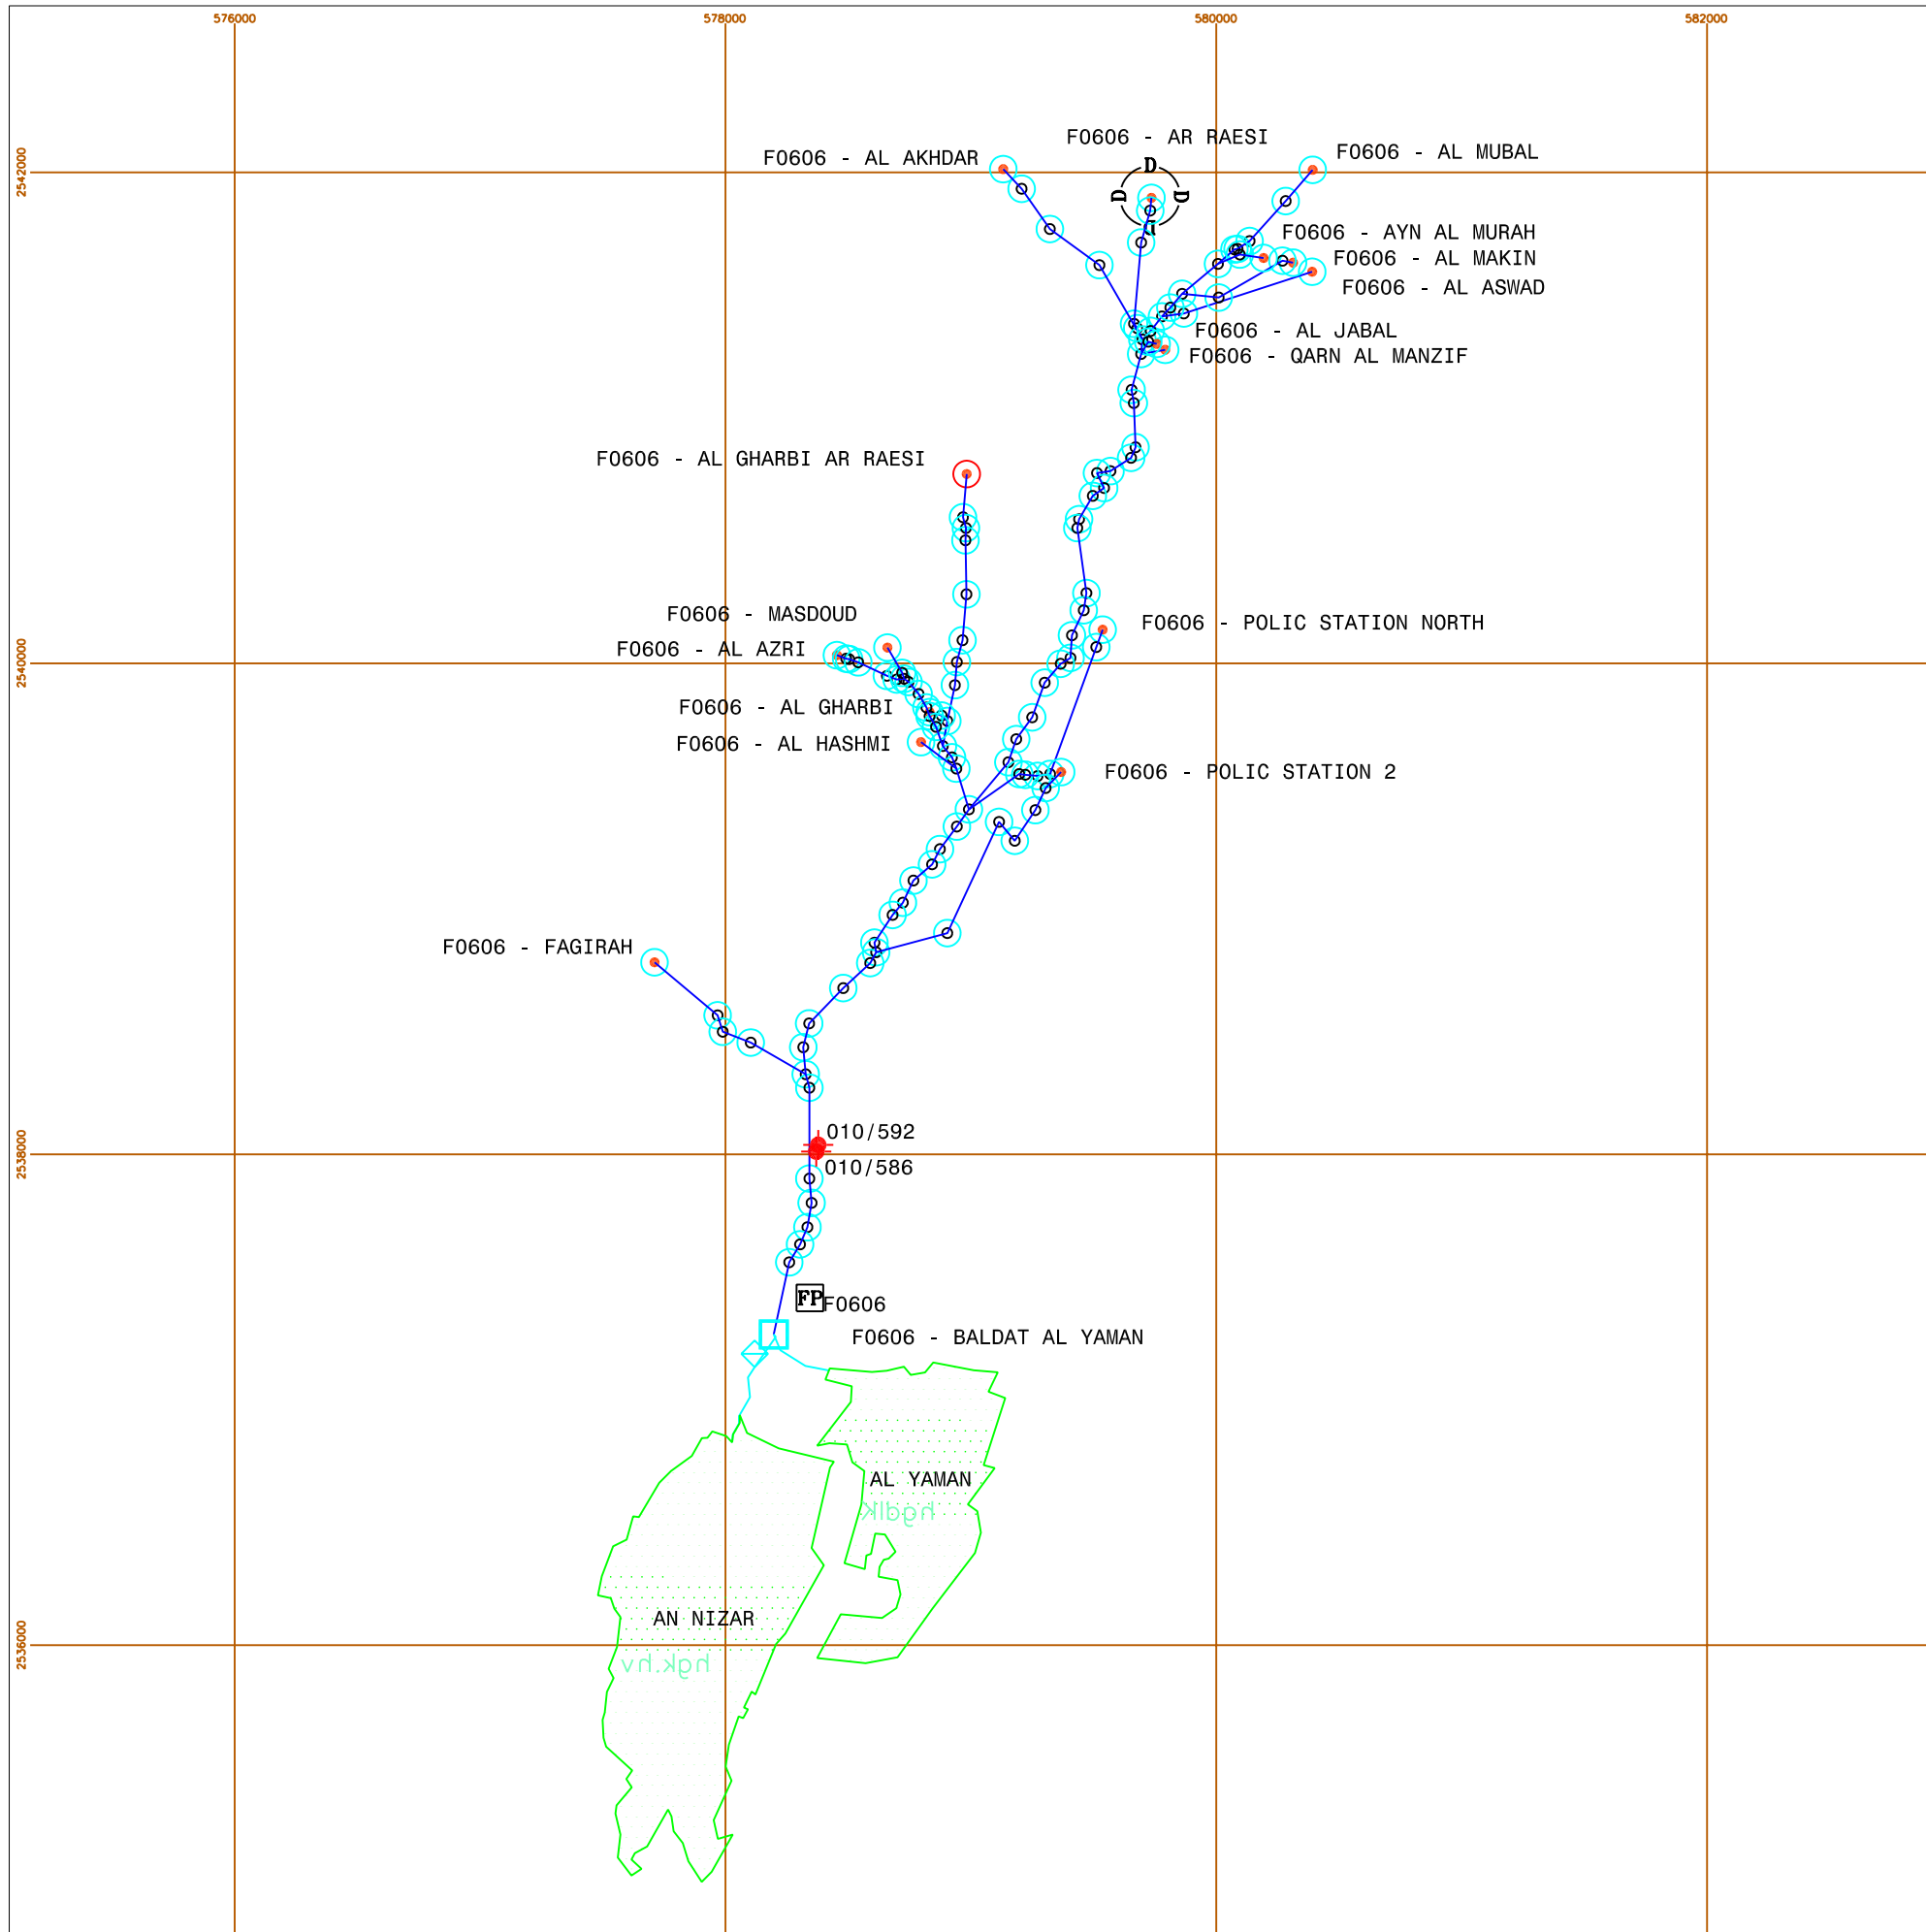 576000
578000
580000
582000
F0606 - AR RAESI
F0606 - AL MUBAL
F0606 - AL AKHDAR
D
D
D
D
2542000
F0606 - AYN AL MURAH
F0606 - AL MAKIN
F0606 - AL ASWAD
F0606 - AL JABAL
F0606 - QARN AL MANZIF
F0606 - AL GHARBI AR RAESI
F0606 - MASDOUD
F0606 - POLIC STATION NORTH
F0606 - AL AZRI
2540000
F0606 - AL GHARBI
F0606 - AL HASHMI
F0606 - POLIC STATION 2
F0606 - FAGIRAH
010/592
2538000
010/586
FP
F0606
F0606 - BALDAT AL YAMAN
AL YAMAN
hgdlk
AN NIZAR
2536000
hgk.hv